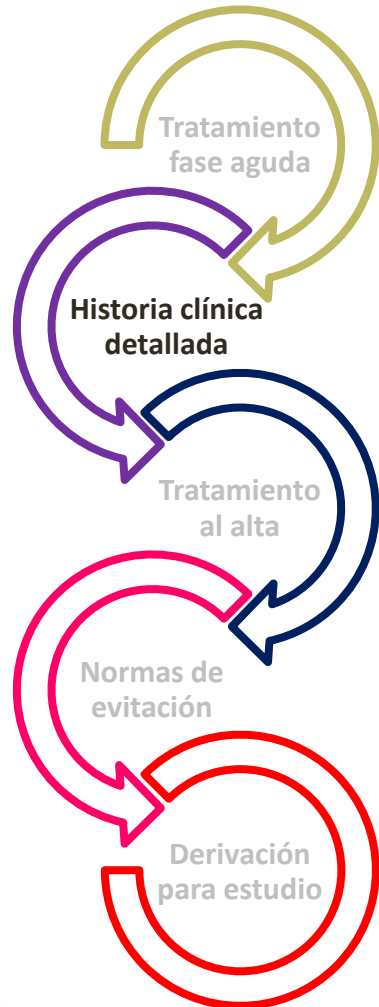 Tratamiento
fase aguda
Historia clínica
detallada
Tratamiento
al alta
Normas de
evitación
Derivación
para estudio